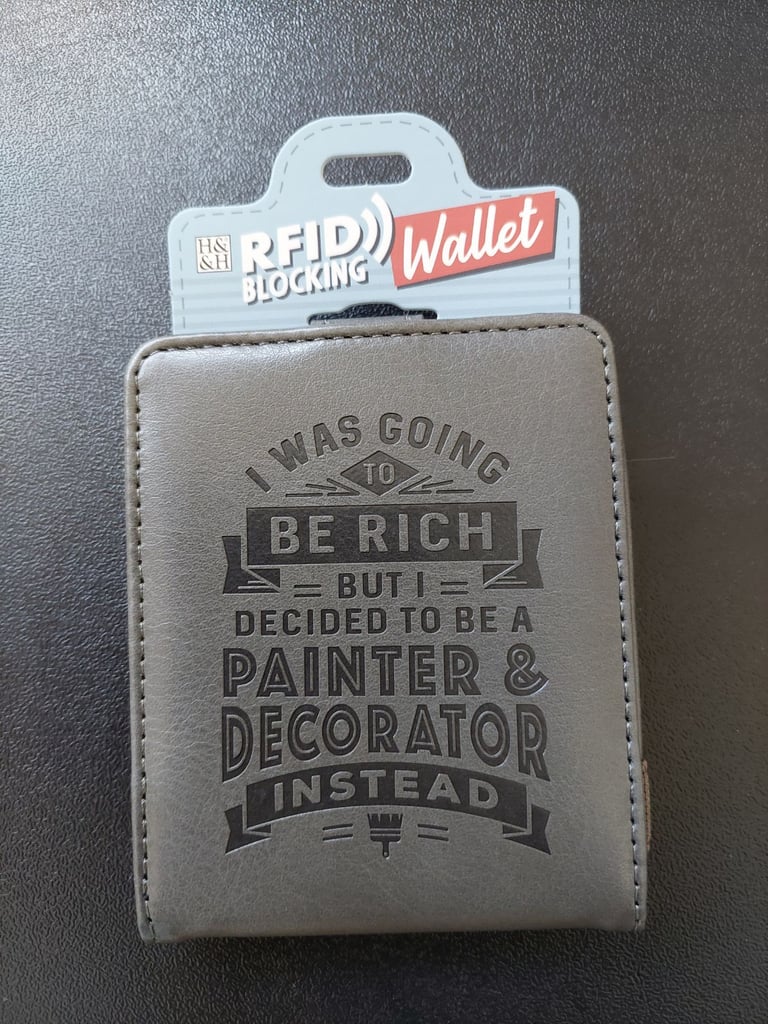 H&
&H
RFID
BLOCKING
Wallet
I WAS GOING
TO
BE RICH
BUT I
DECIDED TO BE A
PAINTER &
DECORATOR
INSTEAD